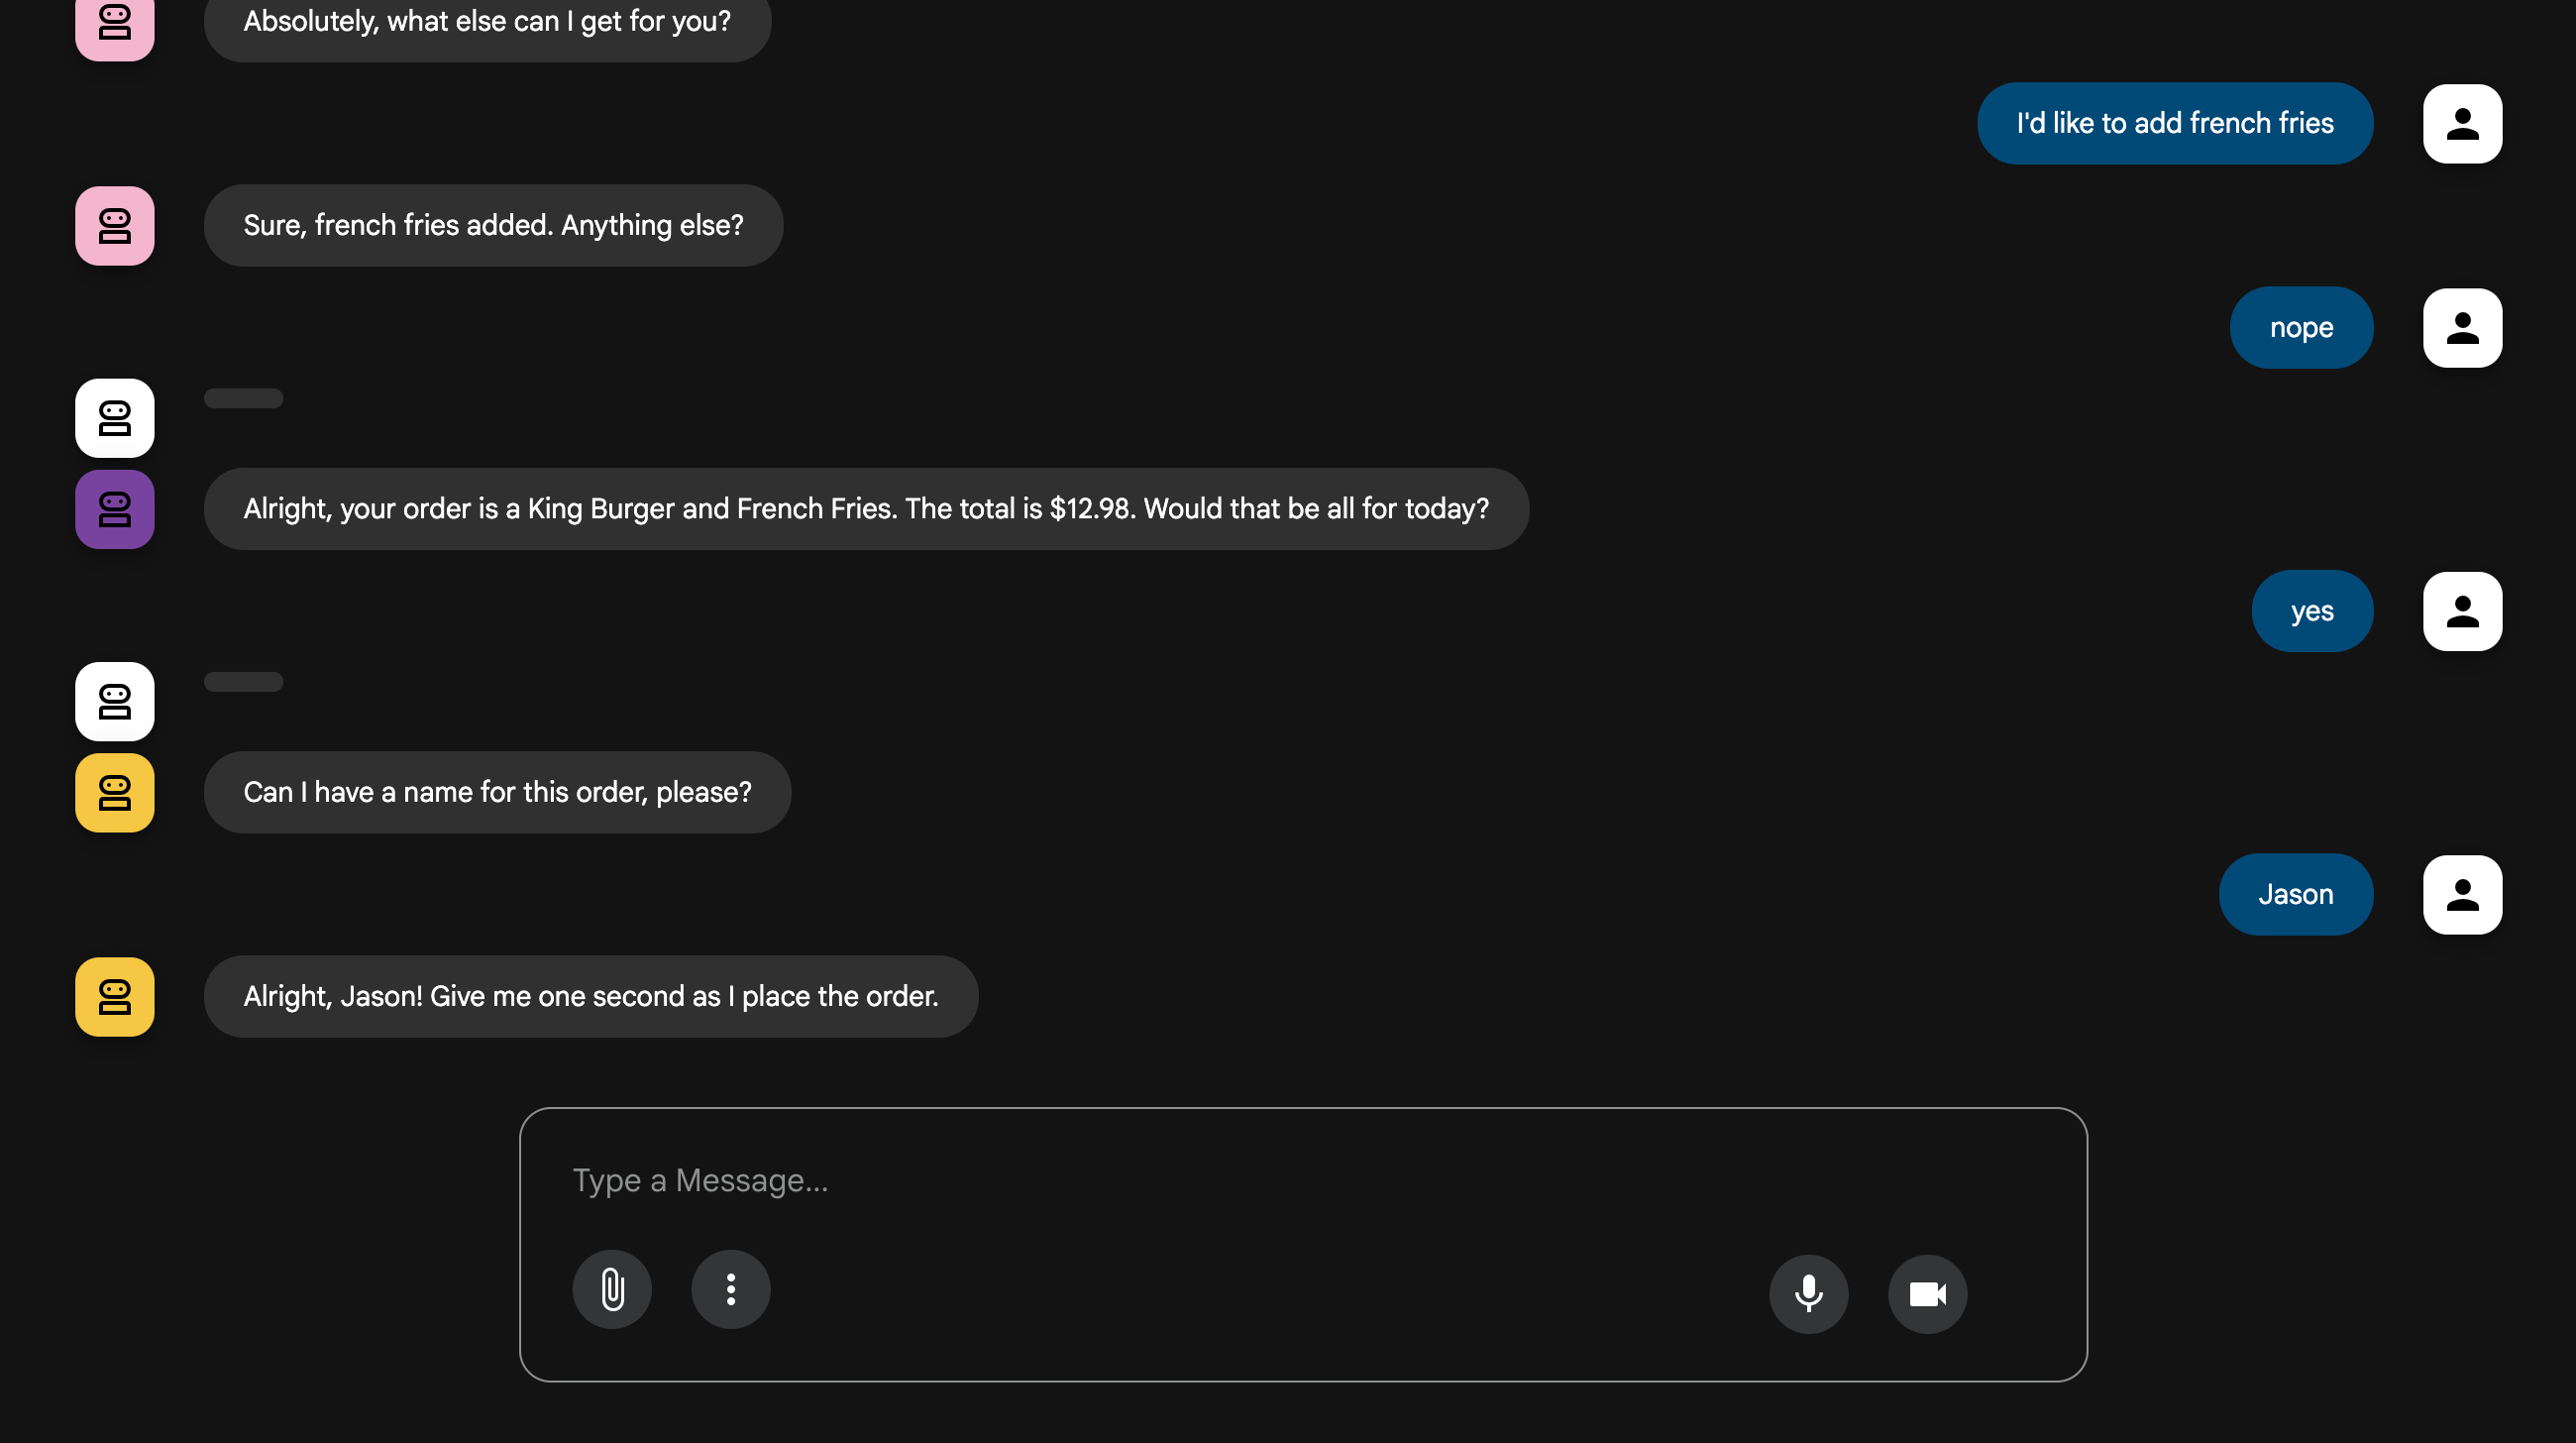 Absolutely, what else can I get for you?
I'd like to add french fries
Sure, french fries added. Anything else?
nope
Alright, your order is a King Burger and French Fries. The total is $12.98. Would that be all for today?
yes
Can I have a name for this order, please?
Jason
Alright, Jason! Give me one second as I place the order.
Type a Message...